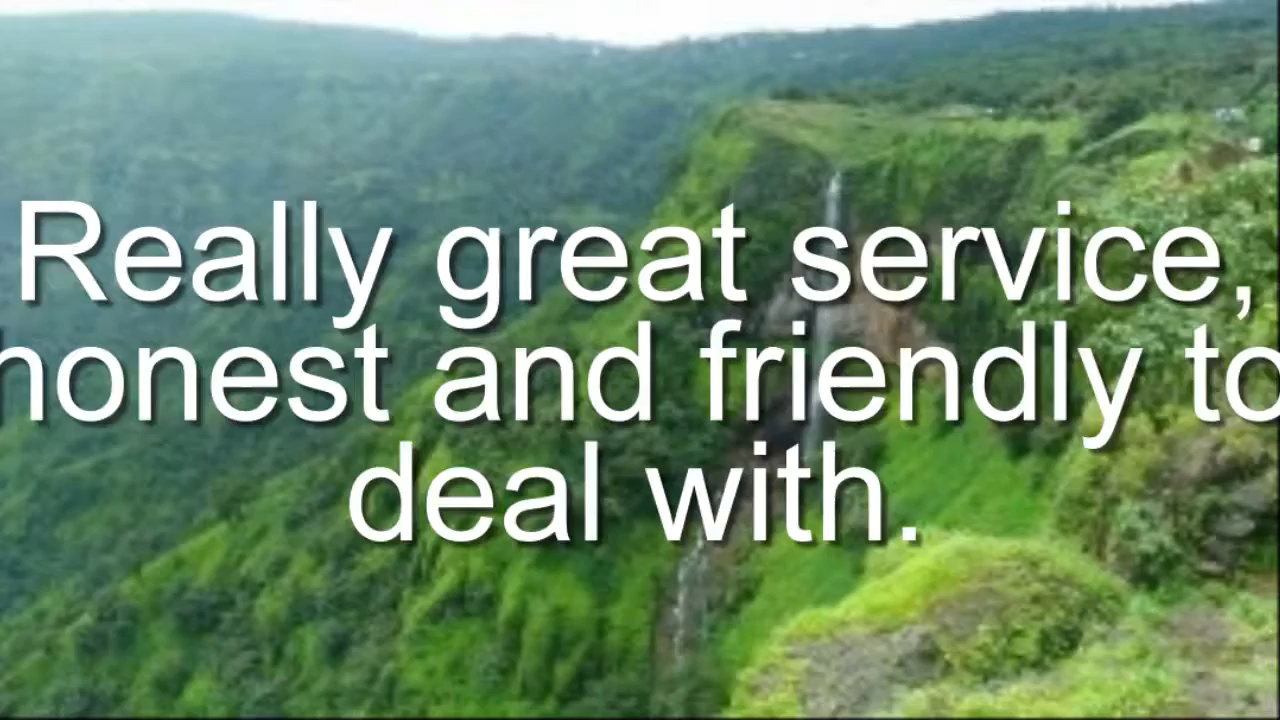 Really great service,
honest and friendly to
deal with.